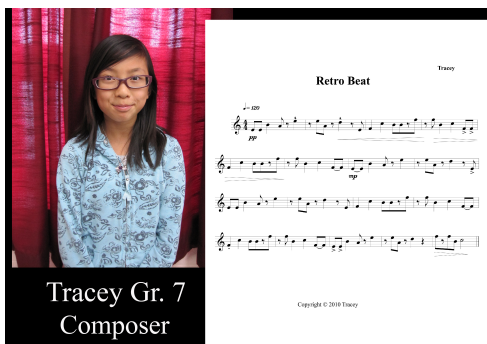 Tracey Gr. 7
Composer
Tracey
Retro Beat
♩ = 120
pp
mp
Copyright © 2010 Tracey